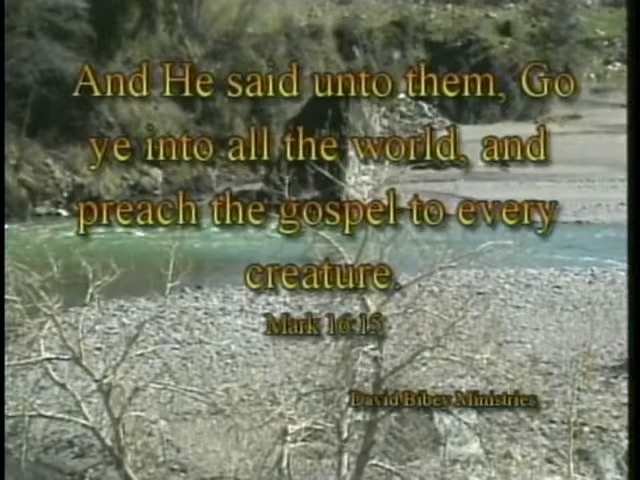 And He said unto them, Go
ye into all the world, and
preach the gospel to every
creature.
Mark 16:15
David Bibey Ministries